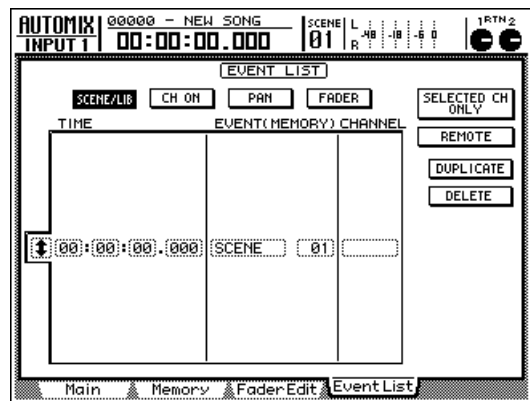 AUTOMIX 00000 - NEW SONG SCENE L -48 -18 -6 0 1 RTN 2
INPUT 1 00:00:00.000 01 R
EVENT LIST
SCENE/LIB CH ON PAN FADER SELECTED CH ONLY
TIME EVENT(MEMORY) CHANNEL REMOTE
DUPLICATE
DELETE
00:00:00.000 SCENE 01
Main Memory Fader Edit Event List